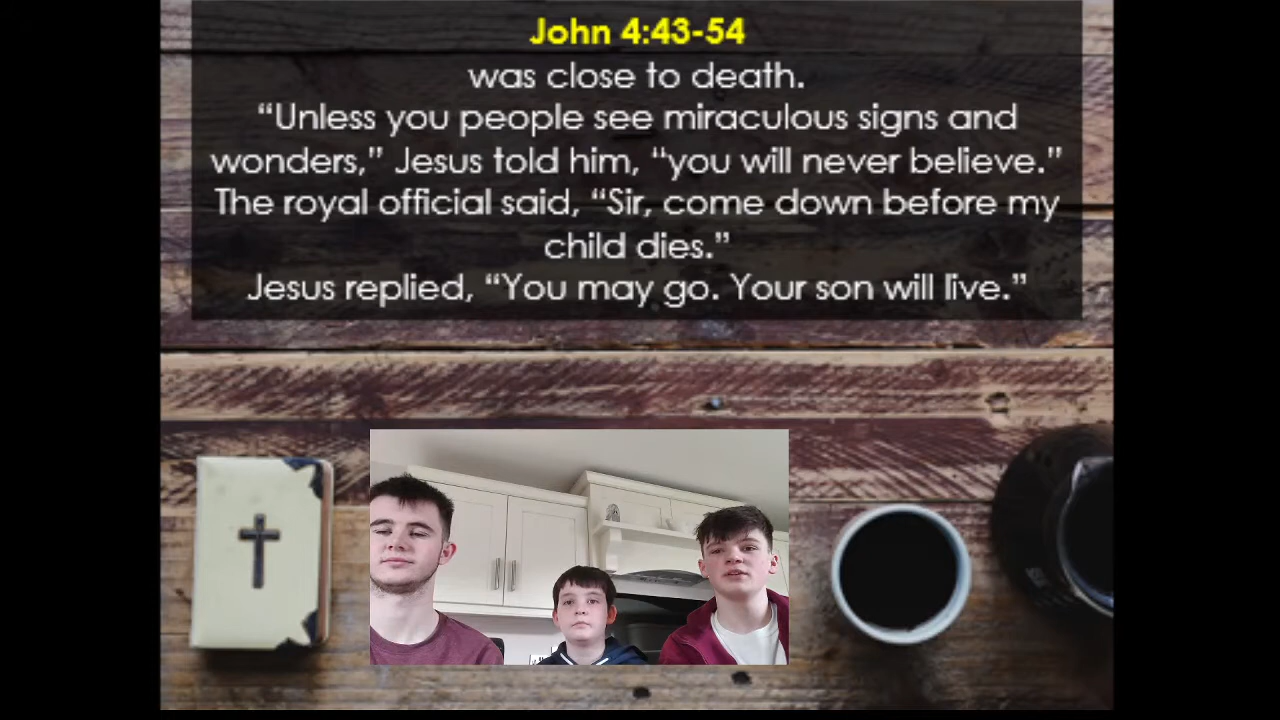 John 4:43-54
was close to death.
“Unless you people see miraculous signs and
wonders,” Jesus told him, “you will never believe.”
The royal official said, “Sir, come down before my
child dies.”
Jesus replied, “You may go. Your son will live.”